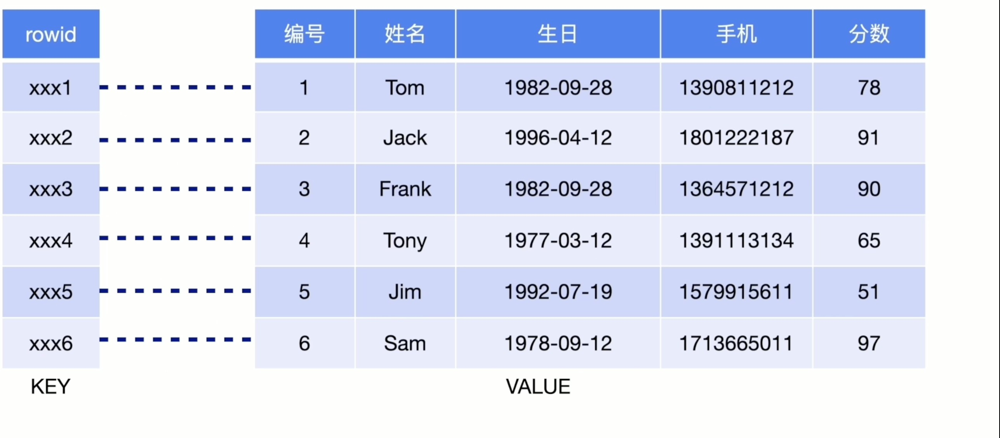 rowid 编号 姓名 生日 手机 分数
xxx1 1 Tom 1982-09-28 1390811212 78
xxx2 2 Jack 1996-04-12 1801222187 91
xxx3 3 Frank 1982-09-28 1364571212 90
xxx4 4 Tony 1977-03-12 1391113134 65
xxx5 5 Jim 1992-07-19 1579915611 51
xxx6 6 Sam 1978-09-12 1713665011 97
KEY VALUE